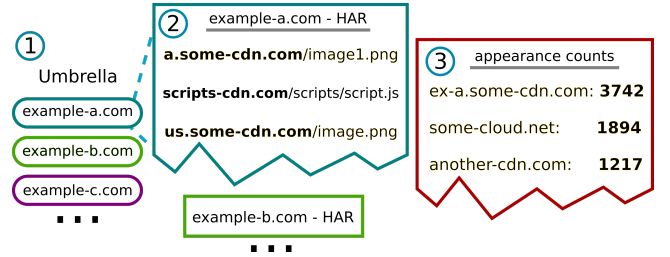 1
Umbrella
example-a.com
example-b.com
example-c.com
...
2
example-a.com - HAR
a.some-cdn.com/image1.png
scripts-cdn.com/scripts/script.js
us.some-cdn.com/image.png
example-b.com - HAR
...
3
appearance counts
ex-a.some-cdn.com: 3742
some-cloud.net: 1894
another-cdn.com: 1217